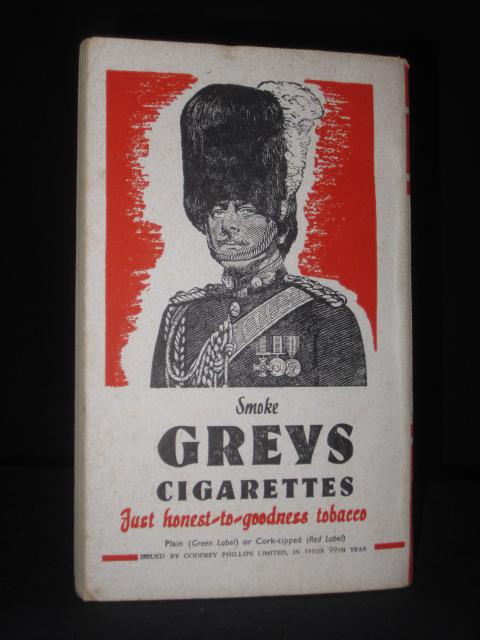 Smoke
GREYS
CIGARETTES
Just honest-to-goodness tobacco
Plain (Green Label) or Cork-tipped (Red Label)
ISSUED BY GODFREY PHILLIPS LIMITED, IN THEIR 99TH YEAR